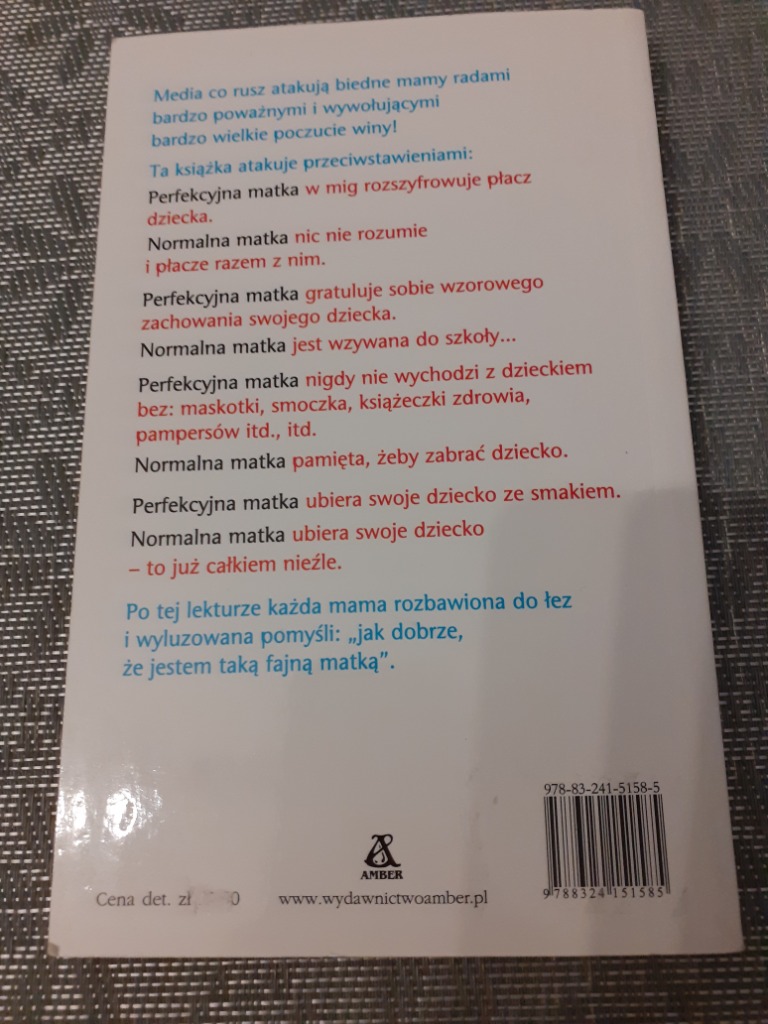 Media co rusz atakują biedne mamy radami
bardzo poważnymi i wywołującymi
bardzo wielkie poczucie winy!
Ta książka atakuje przeciwstawieniami:
Perfekcyjna matka w mig rozszyfrowuje płacz
dziecka.
Normalna matka nic nie rozumie
i płacze razem z nim.
Perfekcyjna matka gratuluje sobie wzorowego
zachowania swojego dziecka.
Normalna matka jest wzywana do szkoły...
Perfekcyjna matka nigdy nie wychodzi z dzieckiem
bez: maskotki, smoczka, książeczki zdrowia,
pampersów itd., itd.
Normalna matka pamięta, żeby zabrać dziecko.
Perfekcyjna matka ubiera swoje dziecko ze smakiem.
Normalna matka ubiera swoje dziecko
– to już całkiem nieźle.
Po tej lekturze każda mama rozbawiona do łez
i wyluzowana pomyśli: „jak dobrze,
że jestem taką fajną matką”.
978-83-241-5158-5
9 788324 151585
AMBER
Cena det. zł 0 www.wydawnictwoamber.pl